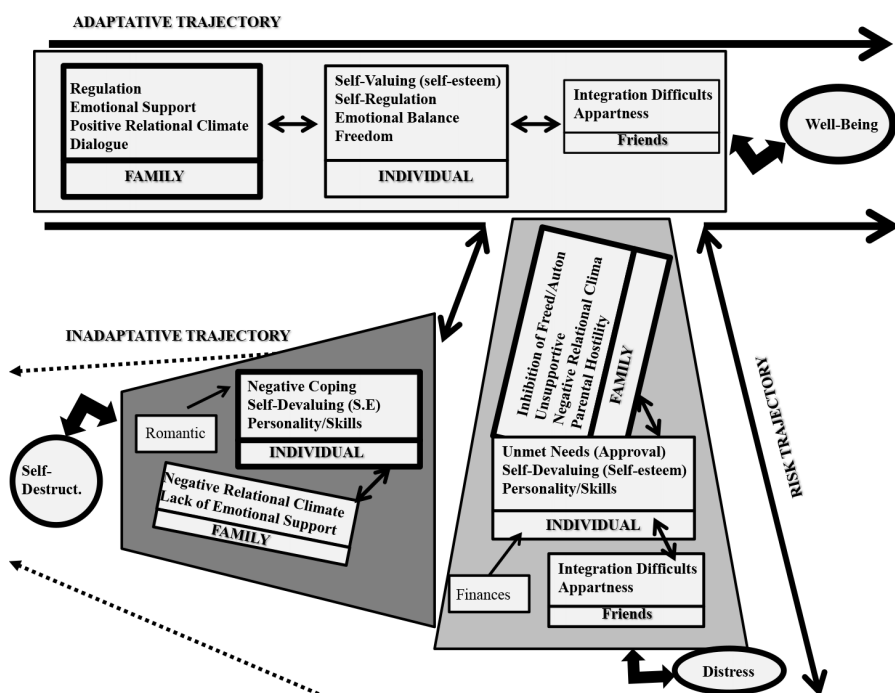 ADAPTATIVE TRAJECTORY
Regulation
Emotional Support
Positive Relational Climate
Dialogue
FAMILY
Self-Valuing (self-esteem)
Self-Regulation
Emotional Balance
Freedom
INDIVIDUAL
Integration Difficults
Appartness
Friends
Well-Being
INADAPTATIVE TRAJECTORY
Romantic
Negative Coping
Self-Devaluing (S.E)
Personality/Skills
INDIVIDUAL
Negative Relational Climate
Lack of Emotional Support
FAMILY
Self-
Destruct.
Inhibition of Freed/Auton
Unsupportive
Negative Relational Clima
Parental Hostility
FAMILY
Unmet Needs (Approval)
Self-Devaluing (Self-esteem)
Personality/Skills
INDIVIDUAL
Finances
Integration Difficults
Appartness
Friends
RISK TRAJECTORY
Distress